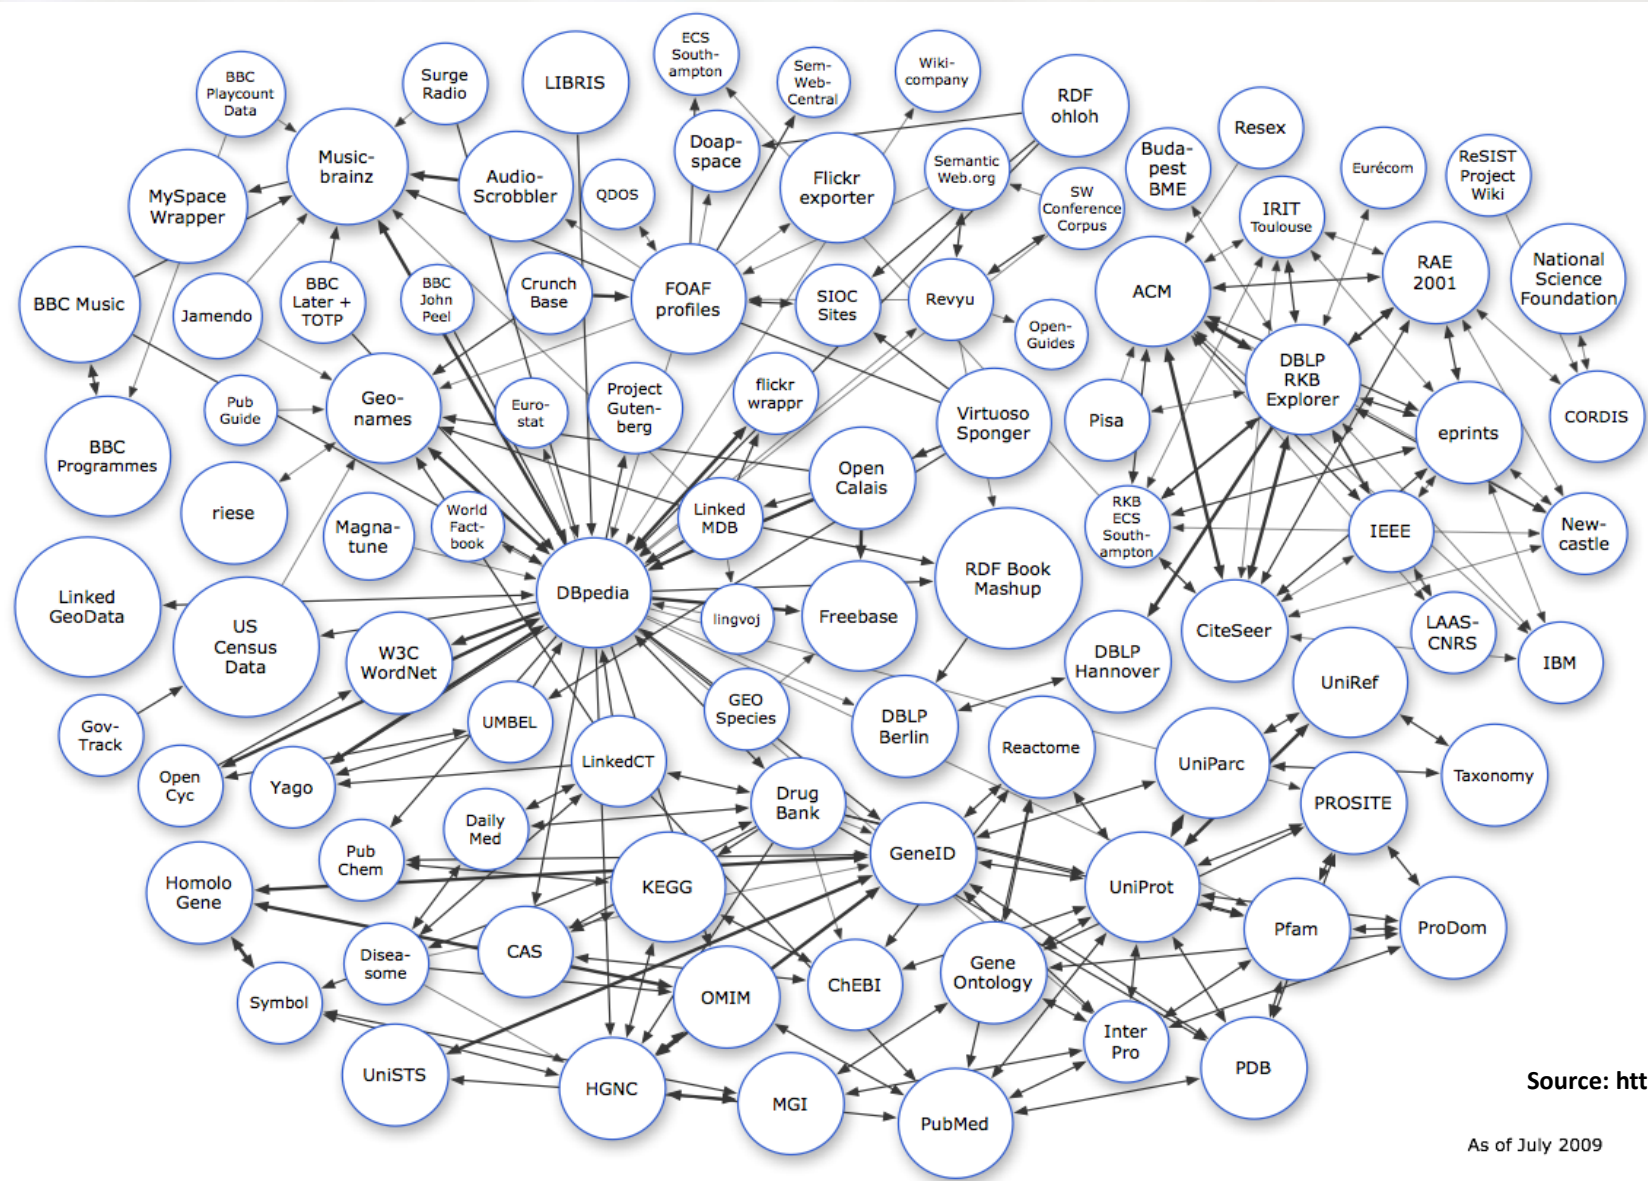 ECS
South-
ampton
Sem-
Web-
Central
Wiki-
company
BBC
Playcount
Data
Surge
Radio
LIBRIS
RDF
ohloh
Resex
Doap-
space
Music-
brainz
MySpace
Wrapper
Audio-
Scrobbler
QDOS
Flickr
exporter
Semantic
Web.org
SW
Conference
Corpus
Buda-
pest
BME
Eurécom
ReSIST
Project
Wiki
IRIT
Toulouse
National
Science
Foundation
RAE
2001
ACM
BBC Music
Jamendo
BBC
Later +
TOTP
BBC
John
Peel
Crunch
Base
FOAF
profiles
SIOC
Sites
Revyu
Open-
Guides
DBLP
RKB
Explorer
Pub
Guide
Geo-
names
Euro-
stat
Project
Guten-
berg
flickr
wrappr
Virtuoso
Sponger
Pisa
eprints
CORDIS
BBC
Programmes
Open
Calais
riese
Magna-
tune
World
Fact-
book
Linked
MDB
RKB
ECS
South-
ampton
IEEE
New-
castle
RDF Book
Mashup
Linked
GeoData
US
Census
Data
DBpedia
lingvoj
Freebase
CiteSeer
LAAS-
CNRS
W3C
WordNet
DBLP
Hannover
IBM
UniRef
Gov-
Track
UMBEL
GEO
Species
DBLP
Berlin
Reactome
UniParc
Taxonomy
Open
Cyc
Yago
LinkedCT
Drug
Bank
PROSITE
Daily
Med
Pub
Chem
Homolo
Gene
KEGG
GeneID
UniProt
Pfam
ProDom
Disea-
some
CAS
ChEBI
Gene
Ontology
Symbol
OMIM
Inter
Pro
UniSTS
HGNC
MGI
PubMed
PDB
Source: htt
As of July 2009